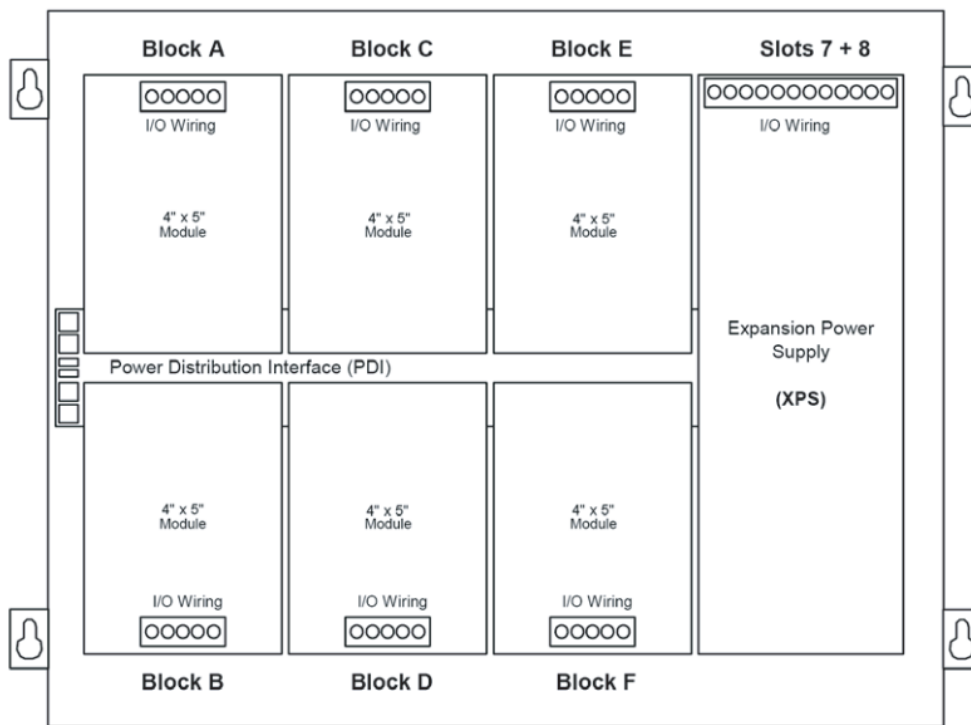 Block A
Block C
Block E
Slots 7 + 8
I/O Wiring
I/O Wiring
I/O Wiring
I/O Wiring
4" x 5"
Module
4" x 5"
Module
4" x 5"
Module
Expansion Power
Supply
(XPS)
Power Distribution Interface (PDI)
4" x 5"
Module
4" x 5"
Module
4" x 5"
Module
I/O Wiring
I/O Wiring
I/O Wiring
Block B
Block D
Block F